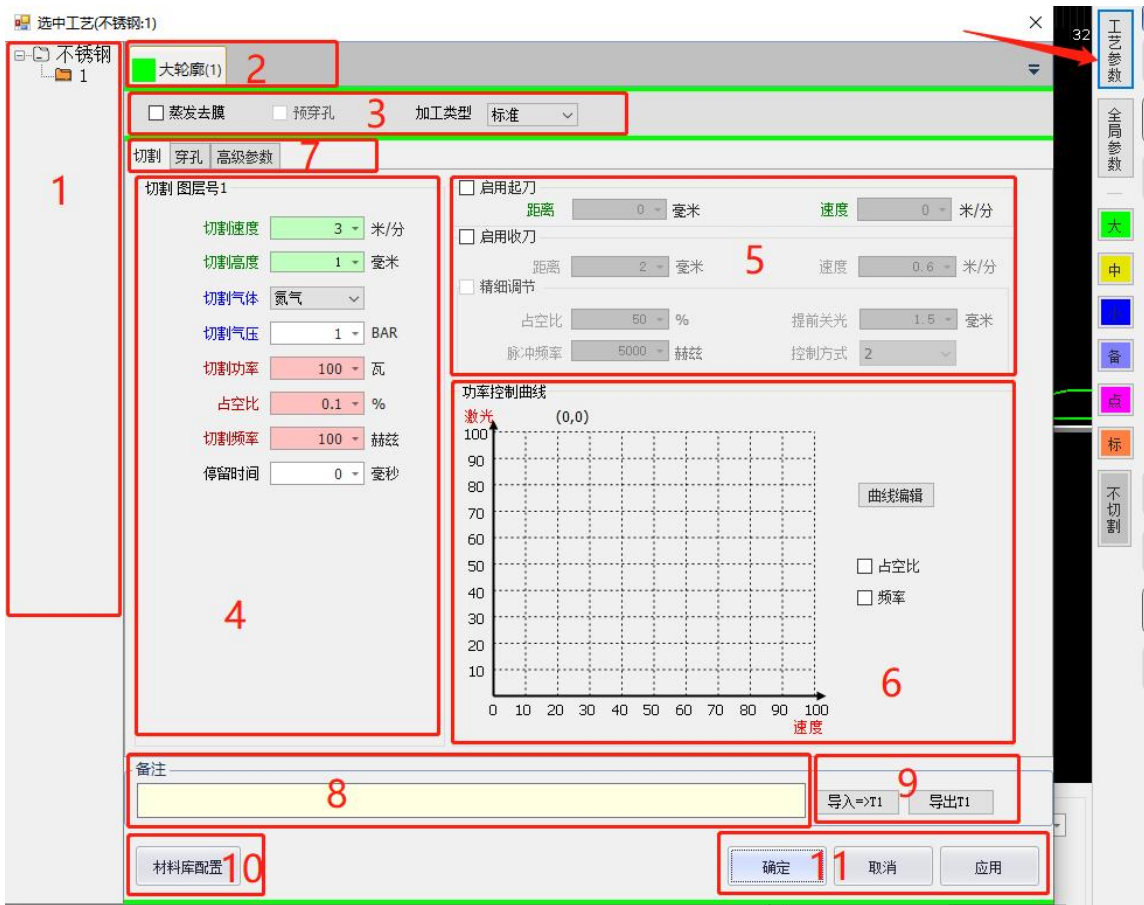 选中工艺(不锈钢:1)
不锈钢
1
1
大轮廓(1)
2
蒸发去膜 预穿孔 3 加工类型 标准
切割 穿孔 高级参数 7
切割 图层号1
切割速度 3 米/分
切割高度 1 毫米
切割气体 氮气
切割气压 1 BAR
切割功率 100 瓦
占空比 0.1 %
切割频率 100 赫兹
停留时间 0 毫秒
4
启用起刀
距离 0 毫米 速度 0 米/分
启用收刀
距离 2 毫米 5 速度 0.6 米/分
精细调节
占空比 50 % 提前关光 1.5 毫米
脉冲频率 5000 赫兹 控制方式 2
功率控制曲线
激光 (0,0)
100
90
80
70
60
50
40
30
20
10
0 10 20 30 40 50 60 70 80 90 100
速度
曲线编辑
占空比
频率
6
备注
8
导入=>T1 9 导出T1
材料库配置 10
确定 11 取消 应用
32
工艺参数
全局参数
大
中
备
点
标
不切割